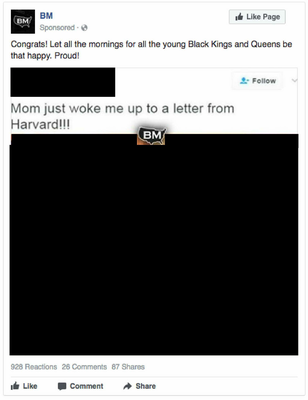 BM
BM
Like Page
Sponsored ·
Congrats! Let all the mornings for all the young Black Kings and Queens be
that happy. Proud!
Follow
Mom just woke me up to a letter from
Harvard!!!
BM
928 Reactions 26 Comments 87 Shares
Like Comment Share